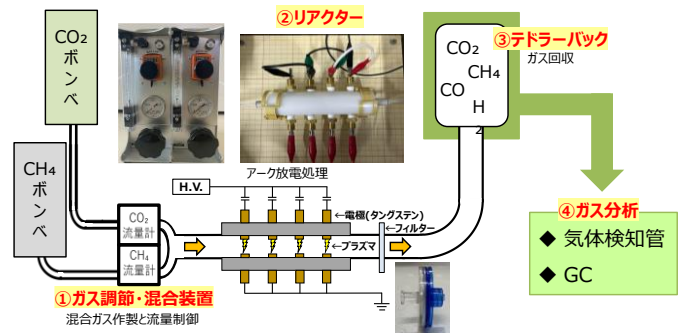 CO₂
ボンベ
CH₄
ボンベ
②リアクター
③テドラーバック
ガス回収
CO₂
CH₄
CO
H
2
アーク放電処理
H.V.
←電極(タングステン)
←フィルター
←プラズマ
CO₂
流量計
CH₄
流量計
①ガス調節・混合装置
混合ガス作製と流量制御
④ガス分析
◆ 気体検知管
◆ GC